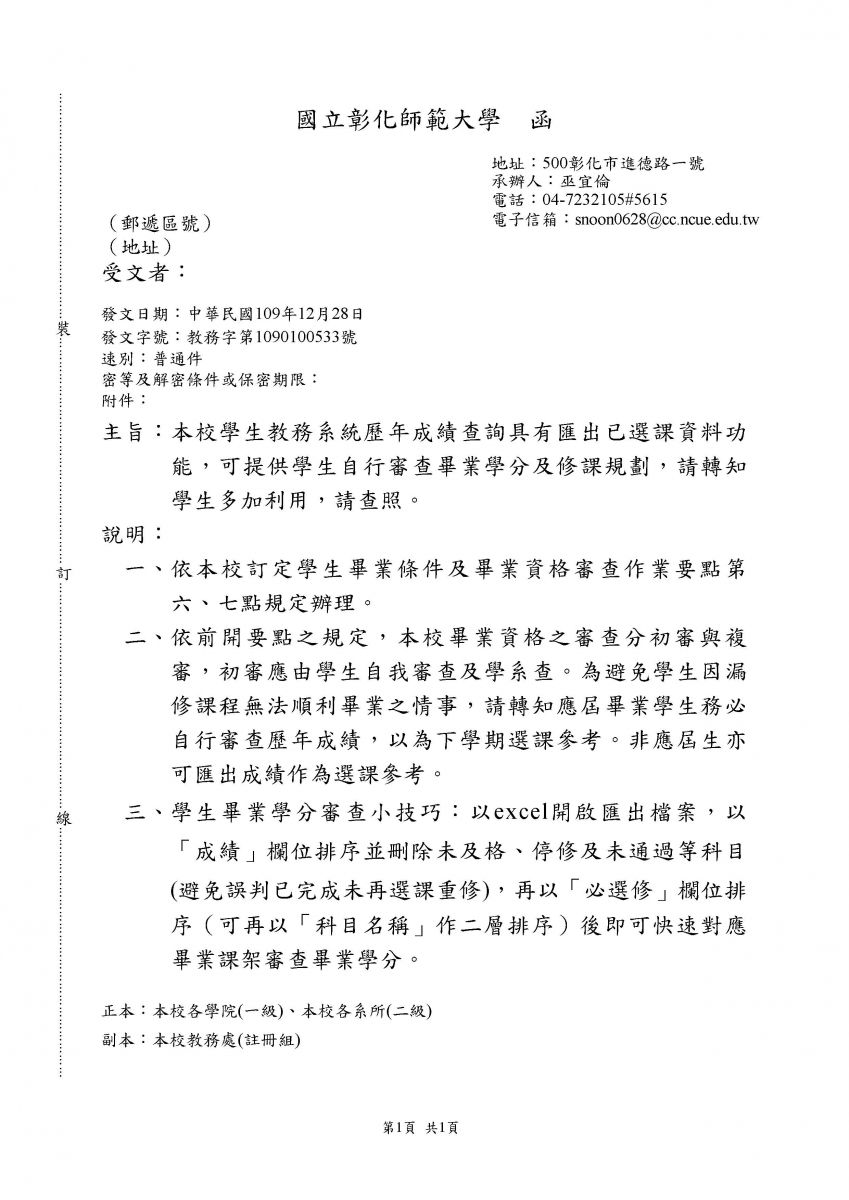 國立彰化師範大學　函
地址：500彰化市進德路一號
承辦人：巫宜倫
電話：04-7232105#5615
電子信箱：snoon0628@cc.ncue.edu.tw
（郵遞區號）
（地址）
受文者：
發文日期：中華民國109年12月28日
發文字號：教務字第1090100533號
速別：普通件
密等及解密條件或保密期限：
附件：
主旨：本校學生教務系統歷年成績查詢具有匯出已選課資料功
能，可提供學生自行審查畢業學分及修課規劃，請轉知
學生多加利用，請查照。
說明：
一、依本校訂定學生畢業條件及畢業資格審查作業要點第
六、七點規定辦理。
二、依前開要點之規定，本校畢業資格之審查分初審與複
審，初審應由學生自我審查及學系查。為避免學生因漏
修課程無法順利畢業之情事，請轉知應屆畢業學生務必
自行審查歷年成績，以為下學期選課參考。非應屆生亦
可匯出成績作為選課參考。
三、學生畢業學分審查小技巧：以excel開啟匯出檔案，以
「成績」欄位排序並刪除未及格、停修及未通過等科目
(避免誤判已完成未再選課重修)，再以「必選修」欄位排
序（可再以「科目名稱」作二層排序）後即可快速對應
畢業課架審查畢業學分。
正本：本校各學院(一級)、本校各系所(二級)
副本：本校教務處(註冊組)
裝
訂
線
第1頁 共1頁